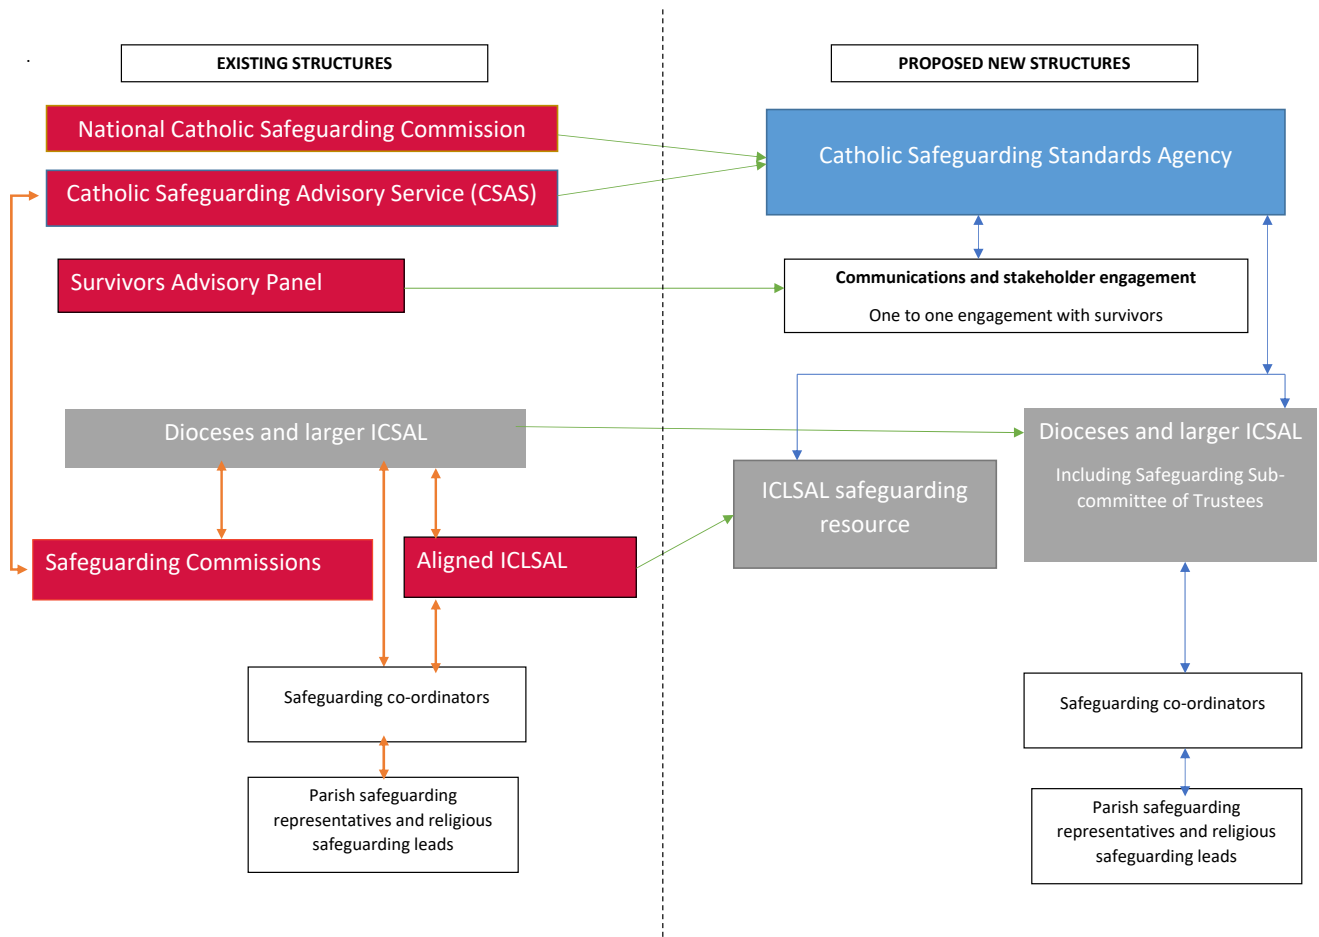 EXISTING STRUCTURES
National Catholic Safeguarding Commission
Catholic Safeguarding Advisory Service (CSAS)
Survivors Advisory Panel
Dioceses and larger ICSAL
Safeguarding Commissions
Aligned ICLSAL
Safeguarding co-ordinators
Parish safeguarding
representatives and religious
safeguarding leads
PROPOSED NEW STRUCTURES
Catholic Safeguarding Standards Agency
Communications and stakeholder engagement
One to one engagement with survivors
ICLSAL safeguarding
resource
Dioceses and larger ICSAL
Including Safeguarding Sub-
committee of Trustees
Safeguarding co-ordinators
Parish safeguarding
representatives and religious
safeguarding leads